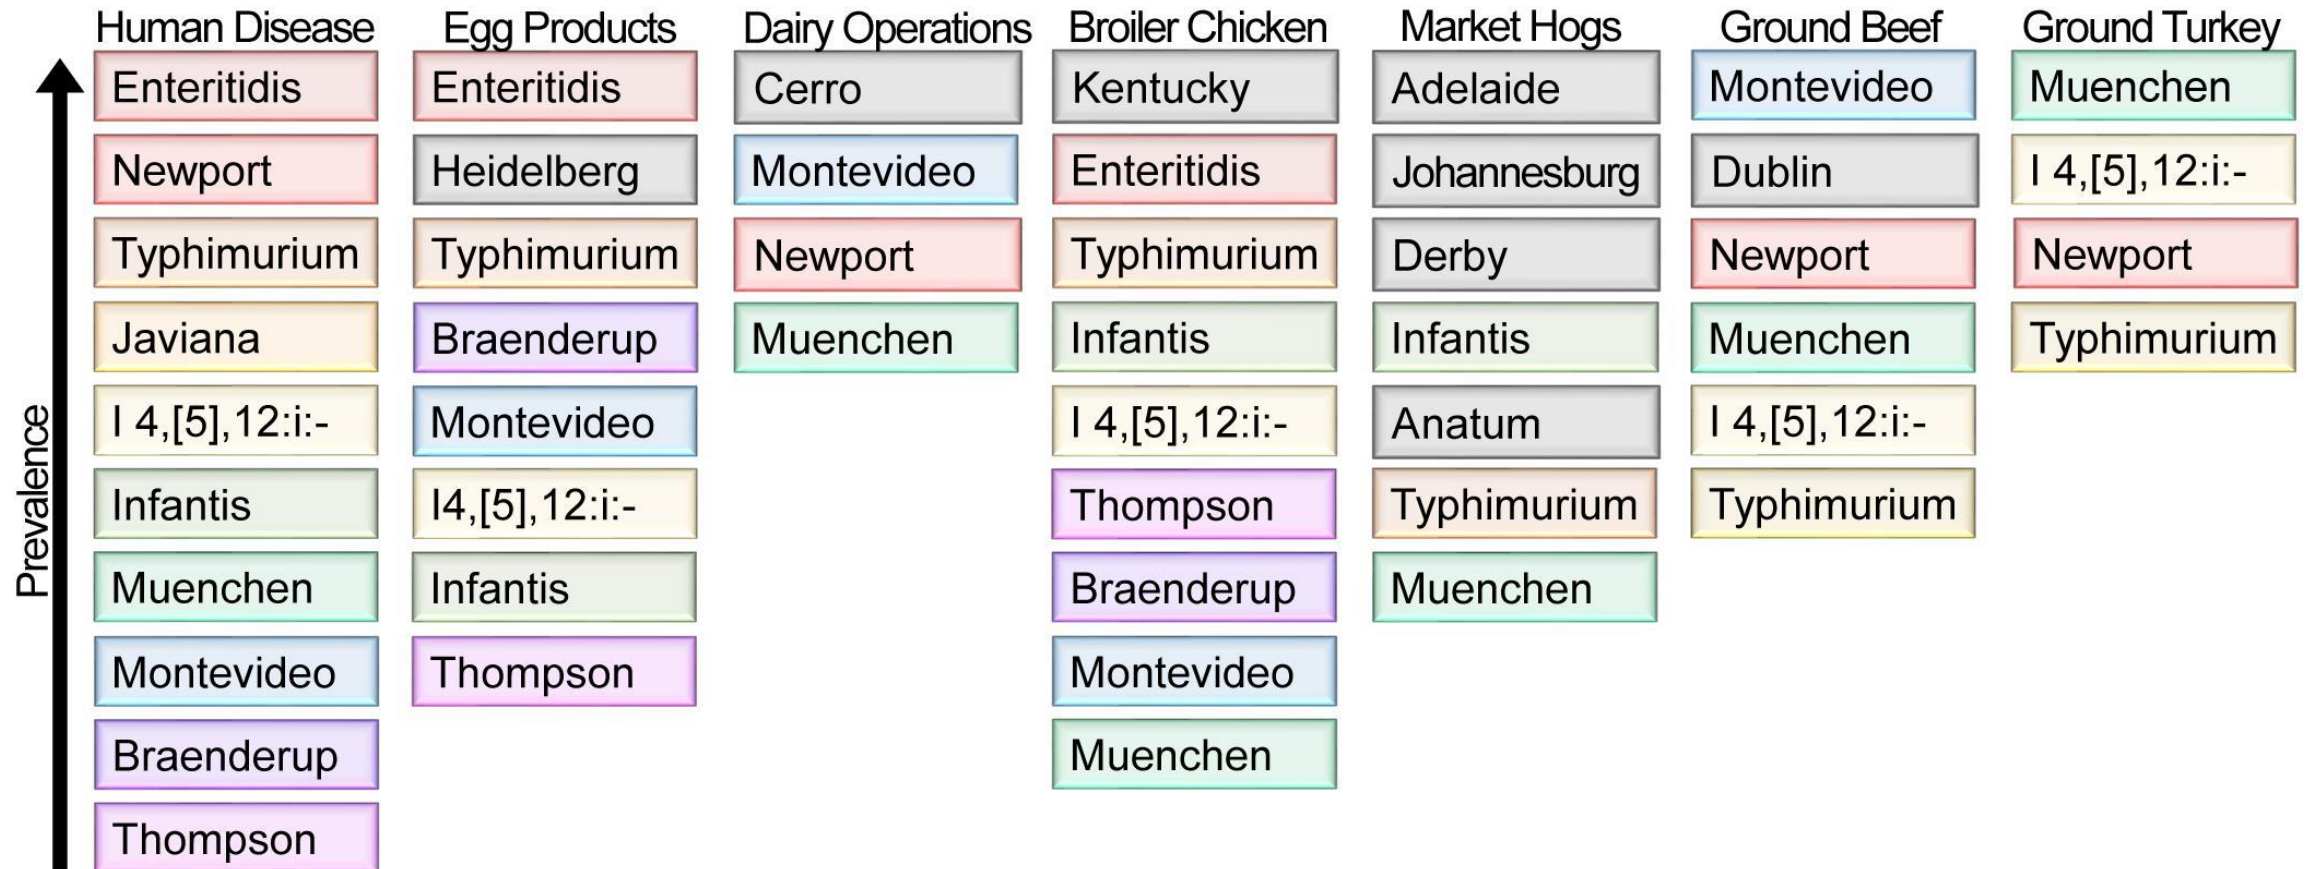 Human Disease
Egg Products
Dairy Operations
Broiler Chicken
Market Hogs
Ground Beef
Ground Turkey
Prevalence
Enteritidis
Enteritidis
Cerro
Kentucky
Adelaide
Montevideo
Muenchen
Newport
Heidelberg
Montevideo
Enteritidis
Johannesburg
Dublin
I 4,[5],12:i:-
Typhimurium
Typhimurium
Newport
Typhimurium
Derby
Newport
Newport
Javiana
Braenderup
Muenchen
Infantis
Infantis
Muenchen
Typhimurium
I 4,[5],12:i:-
Montevideo
I 4,[5],12:i:-
Anatum
I 4,[5],12:i:-
Infantis
I4,[5],12:i:-
Thompson
Typhimurium
Typhimurium
Muenchen
Infantis
Braenderup
Muenchen
Montevideo
Thompson
Montevideo
Braenderup
Muenchen
Thompson